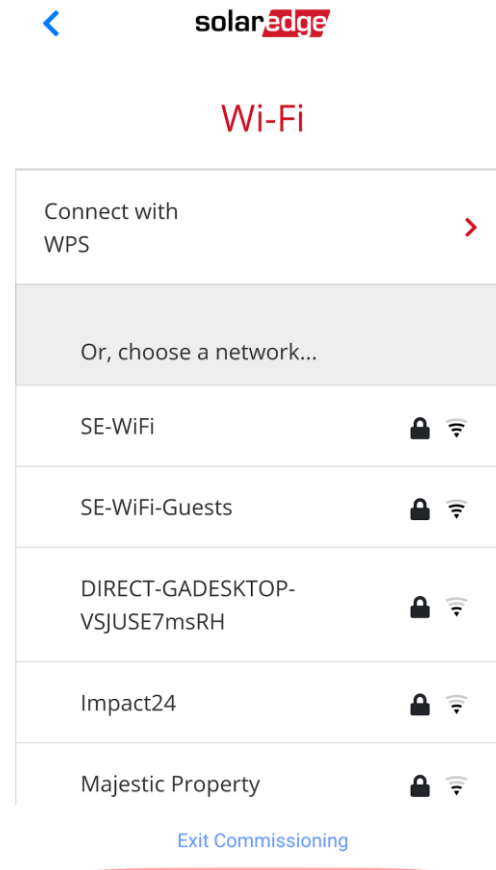 solaredge
Wi-Fi
Connect with
WPS
Or, choose a network...
SE-WiFi
SE-WiFi-Guests
DIRECT-GADESKTOP-
VSJUSE7msRH
Impact24
Majestic Property
Exit Commissioning